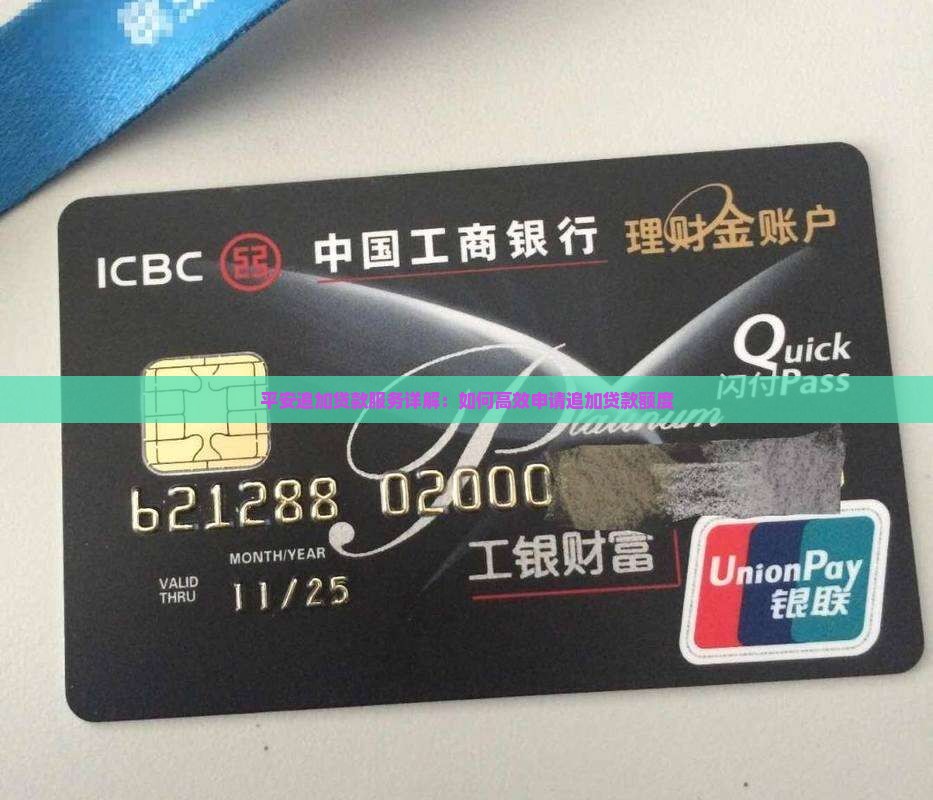 ICBC 中国工商银行 理财金账户
Quick
闪付Pass
平安追加贷款服务详解：如何高效申请追加贷款额度
Platinum
621288 02000
MONTH/YEAR
VALID
THRU
11/25
工银财富
UnionPay
银联